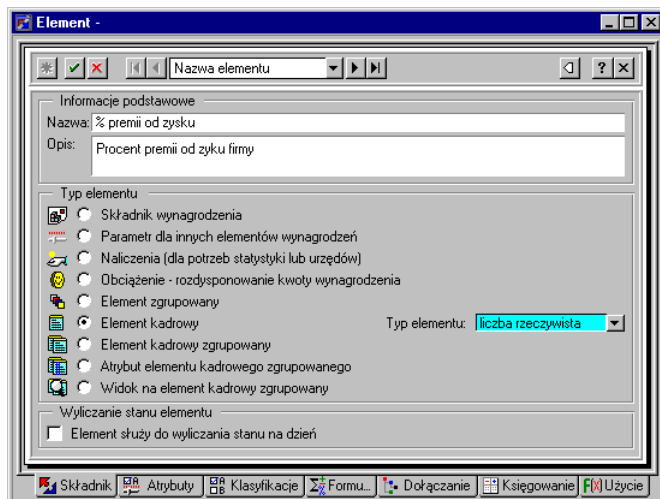 Element -
Nazwa elementu
Informacje podstawowe
Nazwa: % premii od zysku
Opis: Procent premii od zyku firmy
Typ elementu
Składnik wynagrodzenia
Parametr dla innych elementów wynagrodzeń
Naliczenia (dla potrzeb statystyki lub urzędów)
Obciążenie - rozdysponowanie kwoty wynagrodzenia
Element zgrupowany
Element kadrowy Typ elementu: liczba rzeczywista
Element kadrowy zgrupowany
Atrybut elementu kadrowego zgrupowanego
Widok na element kadrowy zgrupowany
Wyliczanie stanu elementu
Element służy do wyliczania stanu na dzień
Składnik Atrybuty Klasyfikacje Formu... Dołączanie Księgowanie F(X) Użycie